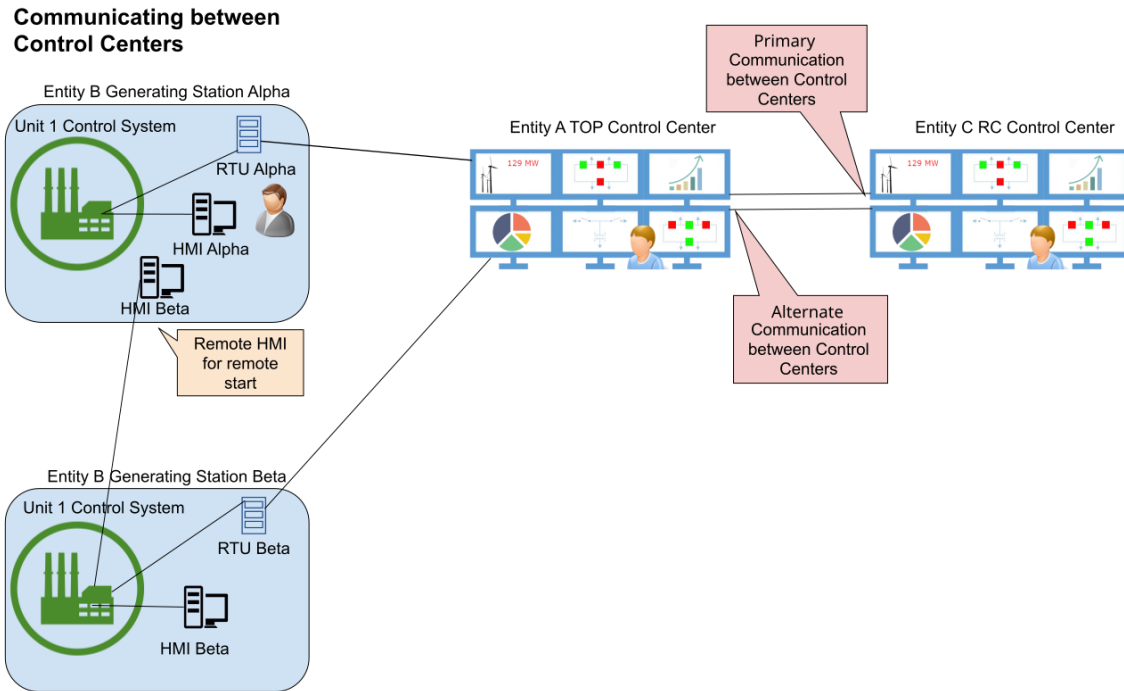 Communicating between
Control Centers
Entity B Generating Station Alpha
Unit 1 Control System
RTU Alpha
HMI Alpha
HMI Beta
Remote HMI
for remote
start
Primary
Communication
between Control
Centers
Entity A TOP Control Center
129 MW
Entity C RC Control Center
129 MW
Alternate
Communication
between Control
Centers
Entity B Generating Station Beta
Unit 1 Control System
RTU Beta
HMI Beta